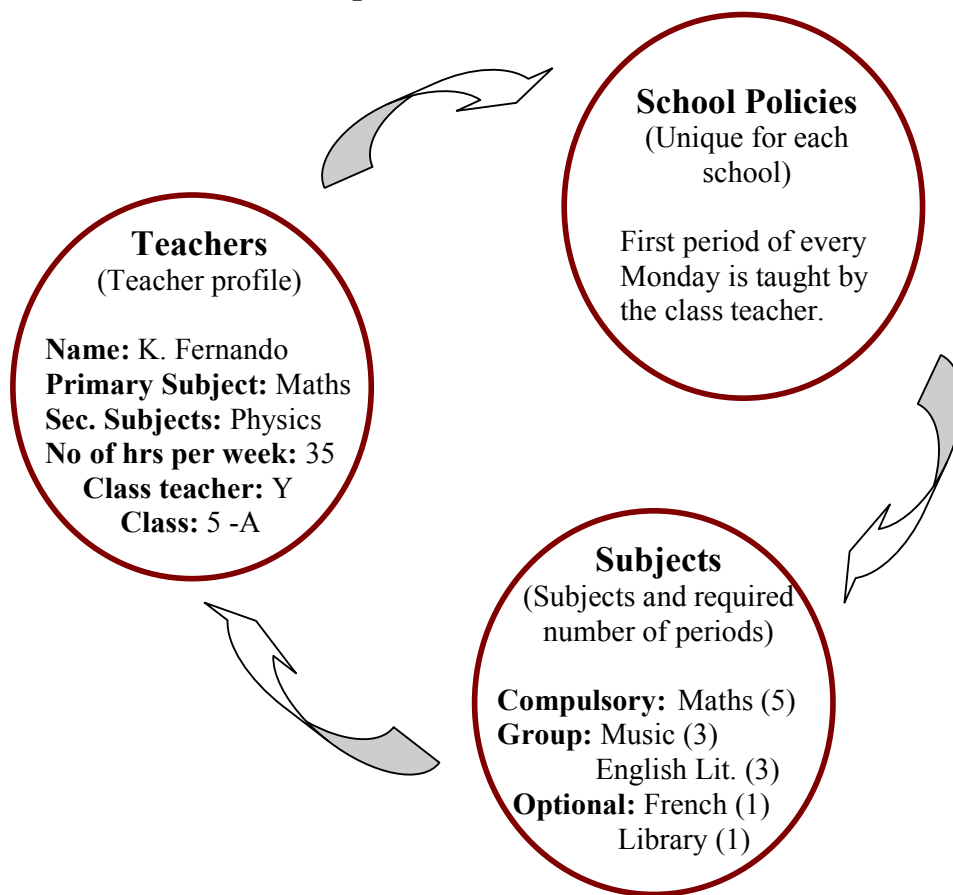 School Policies
(Unique for each
school)
First period of every
Monday is taught by
the class teacher.
Teachers
(Teacher profile)
Name: K. Fernando
Primary Subject: Maths
Sec. Subjects: Physics
No of hrs per week: 35
Class teacher: Y
Class: 5 -A
Subjects
(Subjects and required
number of periods)
Compulsory: Maths (5)
Group: Music (3)
English Lit. (3)
Optional: French (1)
Library (1)